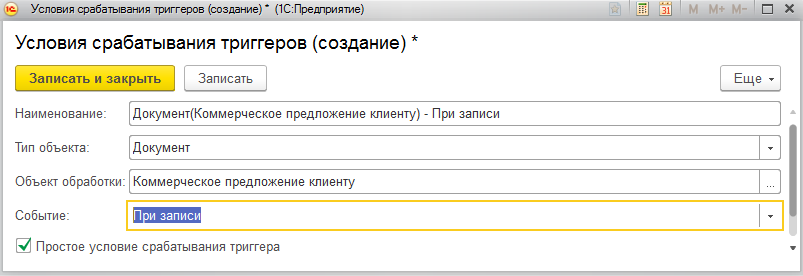 Условия срабатывания триггеров (создание) * (1С:Предприятие)
M M+ M-
Условия срабатывания триггеров (создание) *
Записать и закрыть Записать Еще
Наименование: Документ(Коммерческое предложение клиенту) - При записи
Тип объекта: Документ
Объект обработки: Коммерческое предложение клиенту ...
Событие: При записи
Простое условие срабатывания триггера